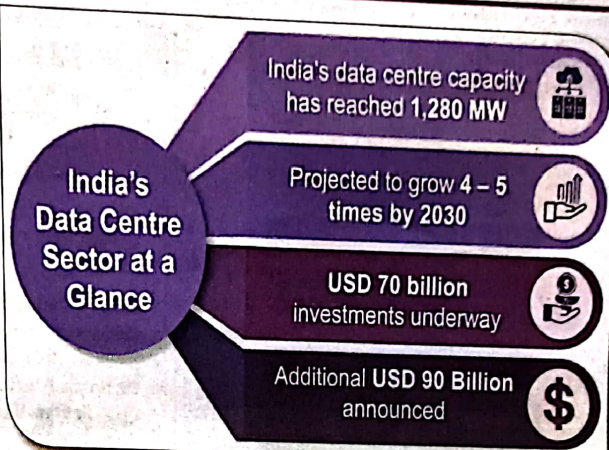 India's
Data Centre
Sector at a
Glance
India's data centre capacity
has reached 1,280 MW
Projected to grow 4 – 5
times by 2030
USD 70 billion
investments underway
Additional USD 90 Billion
announced
$